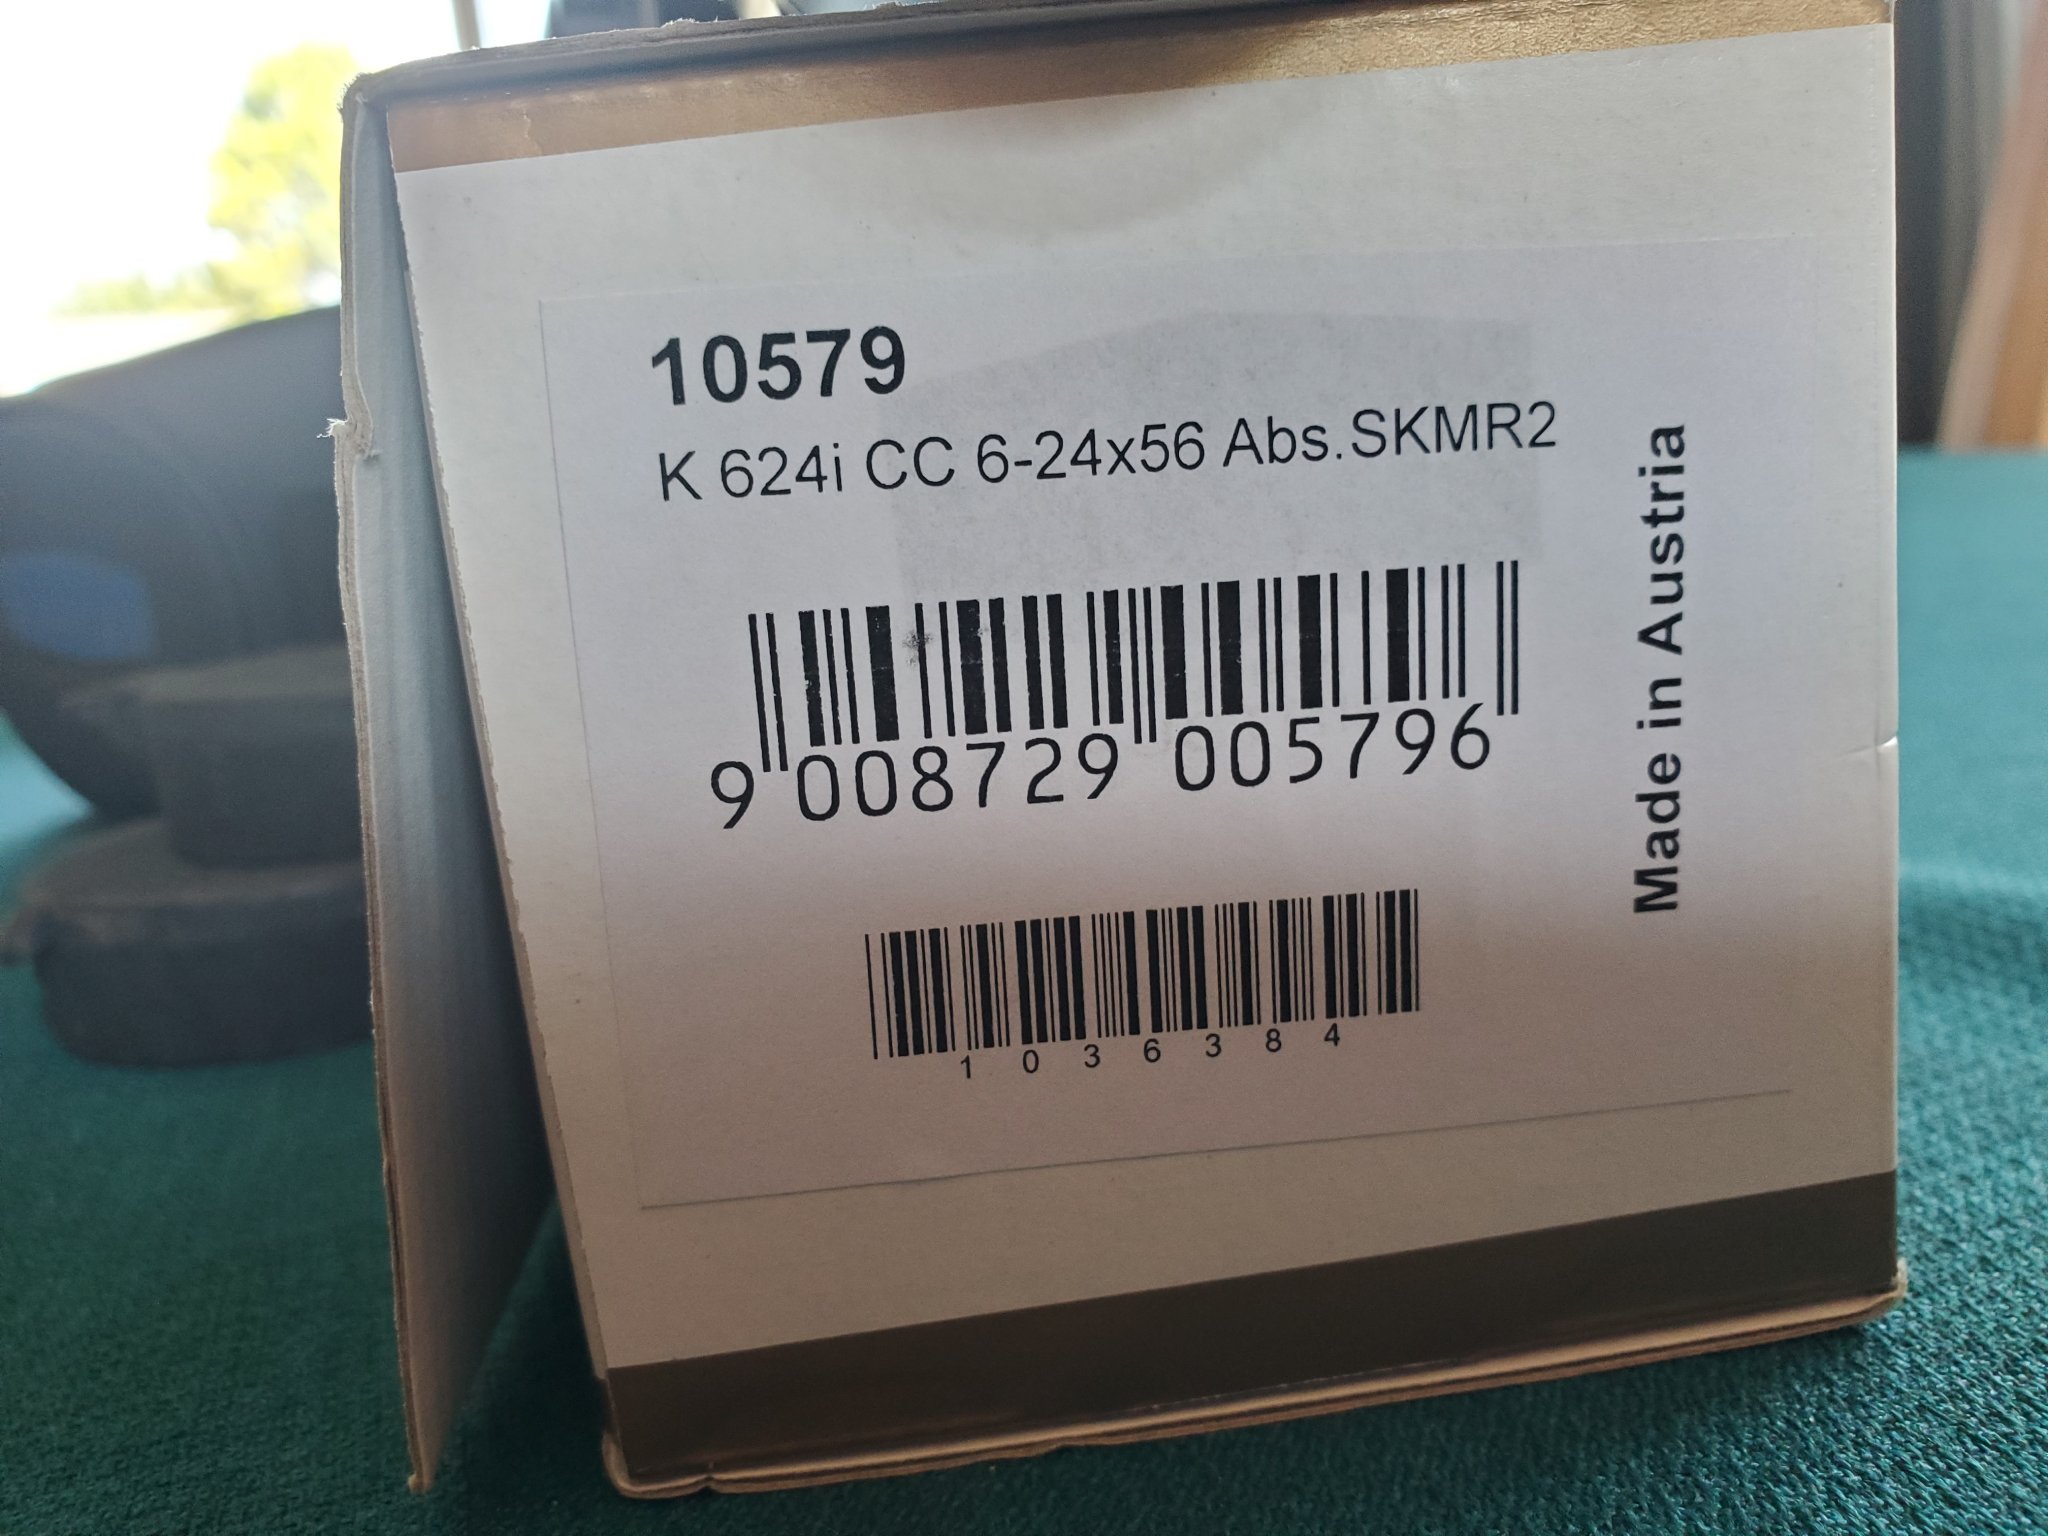 10579
K 624i CC 6-24x56 Abs.SKMR2
9 008729 005796
1036384
Made in Austria